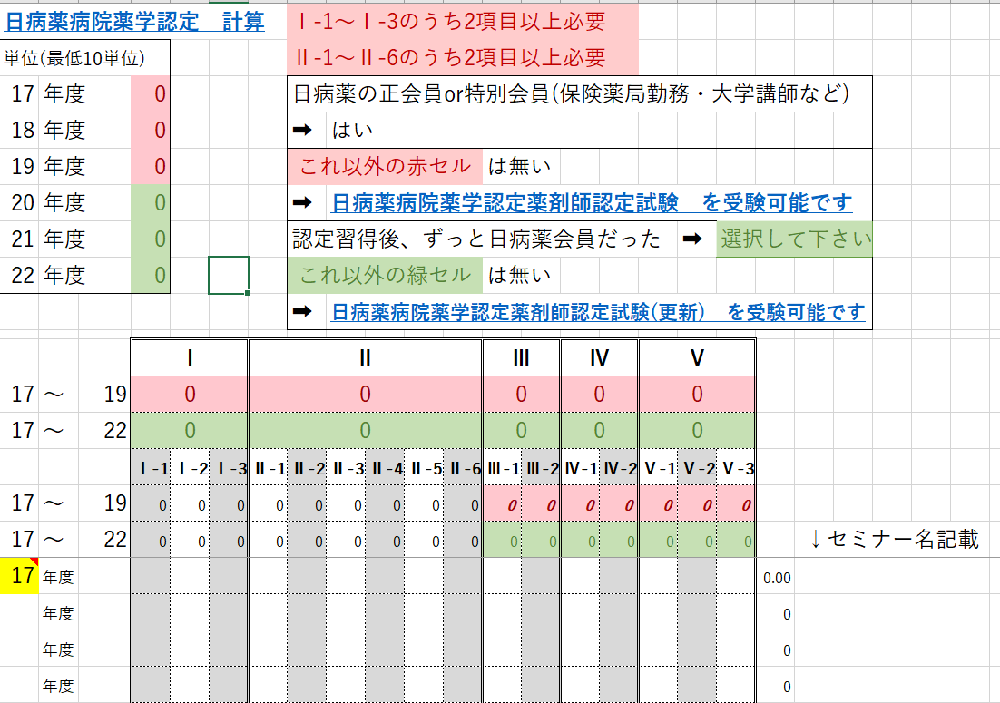 日病薬病院薬学認定　計算
Ⅰ-1～Ⅰ-3のうち2項目以上必要
単位(最低10単位)
Ⅱ-1～Ⅱ-6のうち2項目以上必要
17 年度 0
日病薬の正会員or特別会員(保険薬局勤務・大学講師など)
18 年度 0
➡ はい
19 年度 0
これ以外の赤セル は無い
20 年度 0
➡ 日病薬病院薬学認定薬剤師認定試験　を受験可能です
21 年度 0
認定習得後、ずっと日病薬会員だった ➡ 選択して下さい
22 年度 0
これ以外の緑セル は無い
➡ 日病薬病院薬学認定薬剤師認定試験(更新)　を受験可能です
Ⅰ Ⅱ Ⅲ Ⅳ Ⅴ
17 ～ 19 0 0 0 0 0
17 ～ 22 0 0 0 0 0
Ⅰ-1 Ⅰ-2 Ⅰ-3 Ⅱ-1 Ⅱ-2 Ⅱ-3 Ⅱ-4 Ⅱ-5 Ⅱ-6 Ⅲ-1 Ⅲ-2 Ⅳ-1 Ⅳ-2 Ⅴ-1 Ⅴ-2 Ⅴ-3
17 ～ 19 0 0 0 0 0 0 0 0 0 0 0 0 0 0 0 0
17 ～ 22 0 0 0 0 0 0 0 0 0 0 0 0 0 0 0 0 ↓セミナー名記載
17 年度 0.00
年度 0
年度 0
年度 0